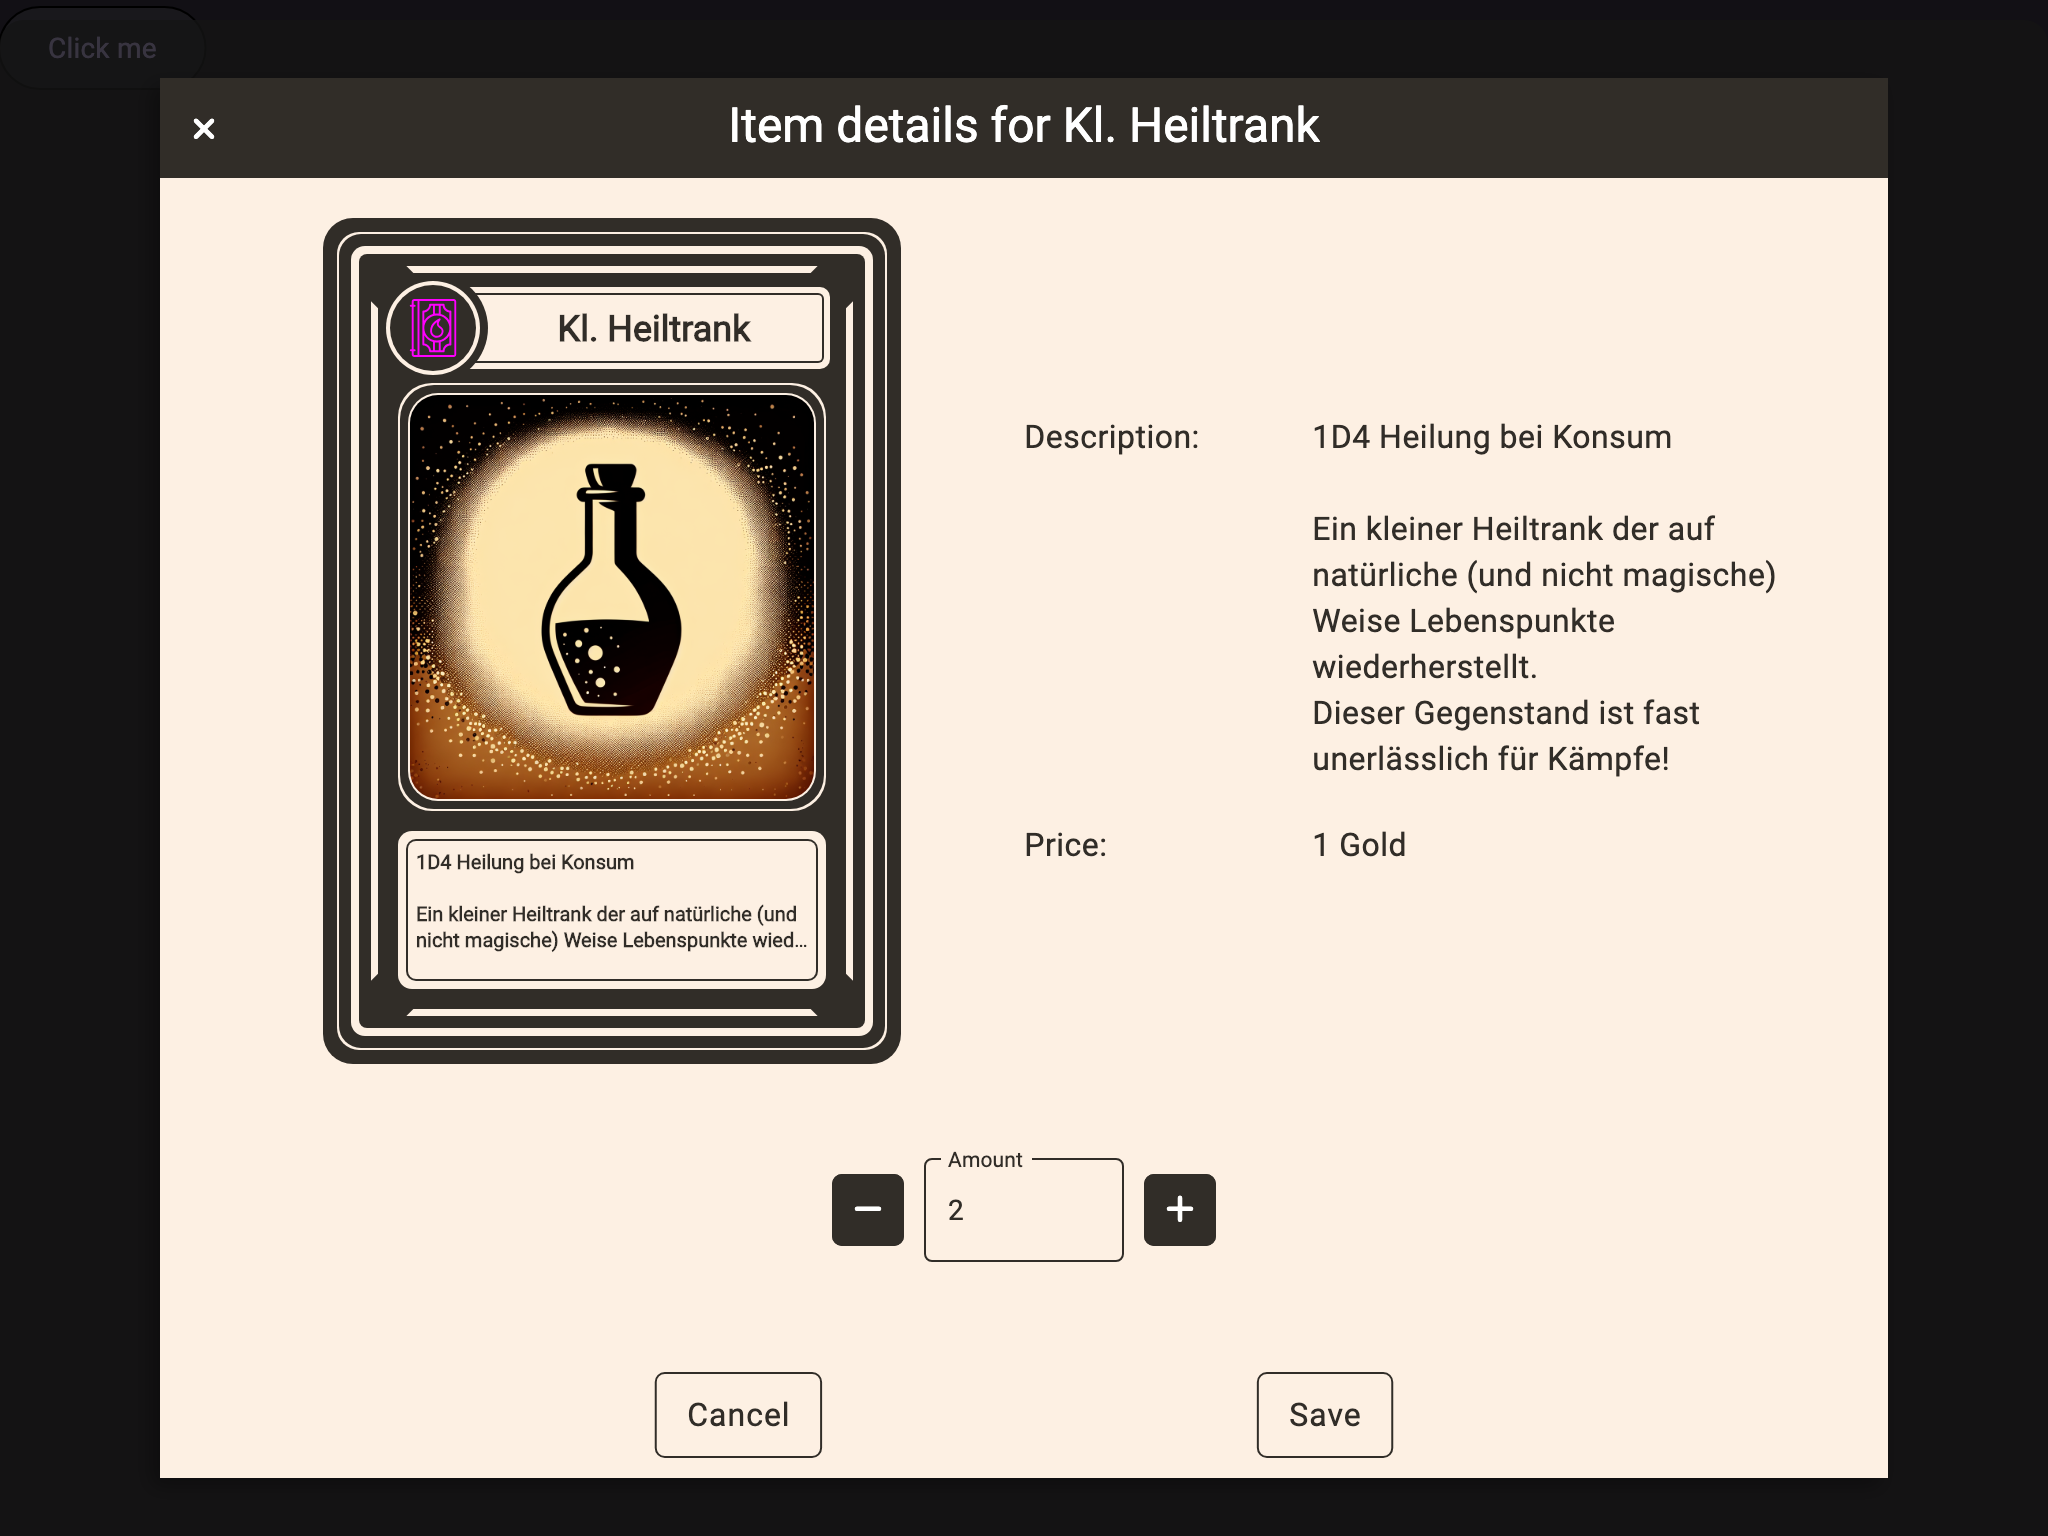 Click me
Item details for Kl. Heiltrank
Kl. Heiltrank
1D4 Heilung bei Konsum
Ein kleiner Heiltrank der auf natürliche (und
nicht magische) Weise Lebenspunkte wied...
Description:
1D4 Heilung bei Konsum
Ein kleiner Heiltrank der auf
natürliche (und nicht magische)
Weise Lebenspunkte
wiederherstellt.
Dieser Gegenstand ist fast
unerlässlich für Kämpfe!
Price:
1 Gold
Amount
2
Cancel
Save